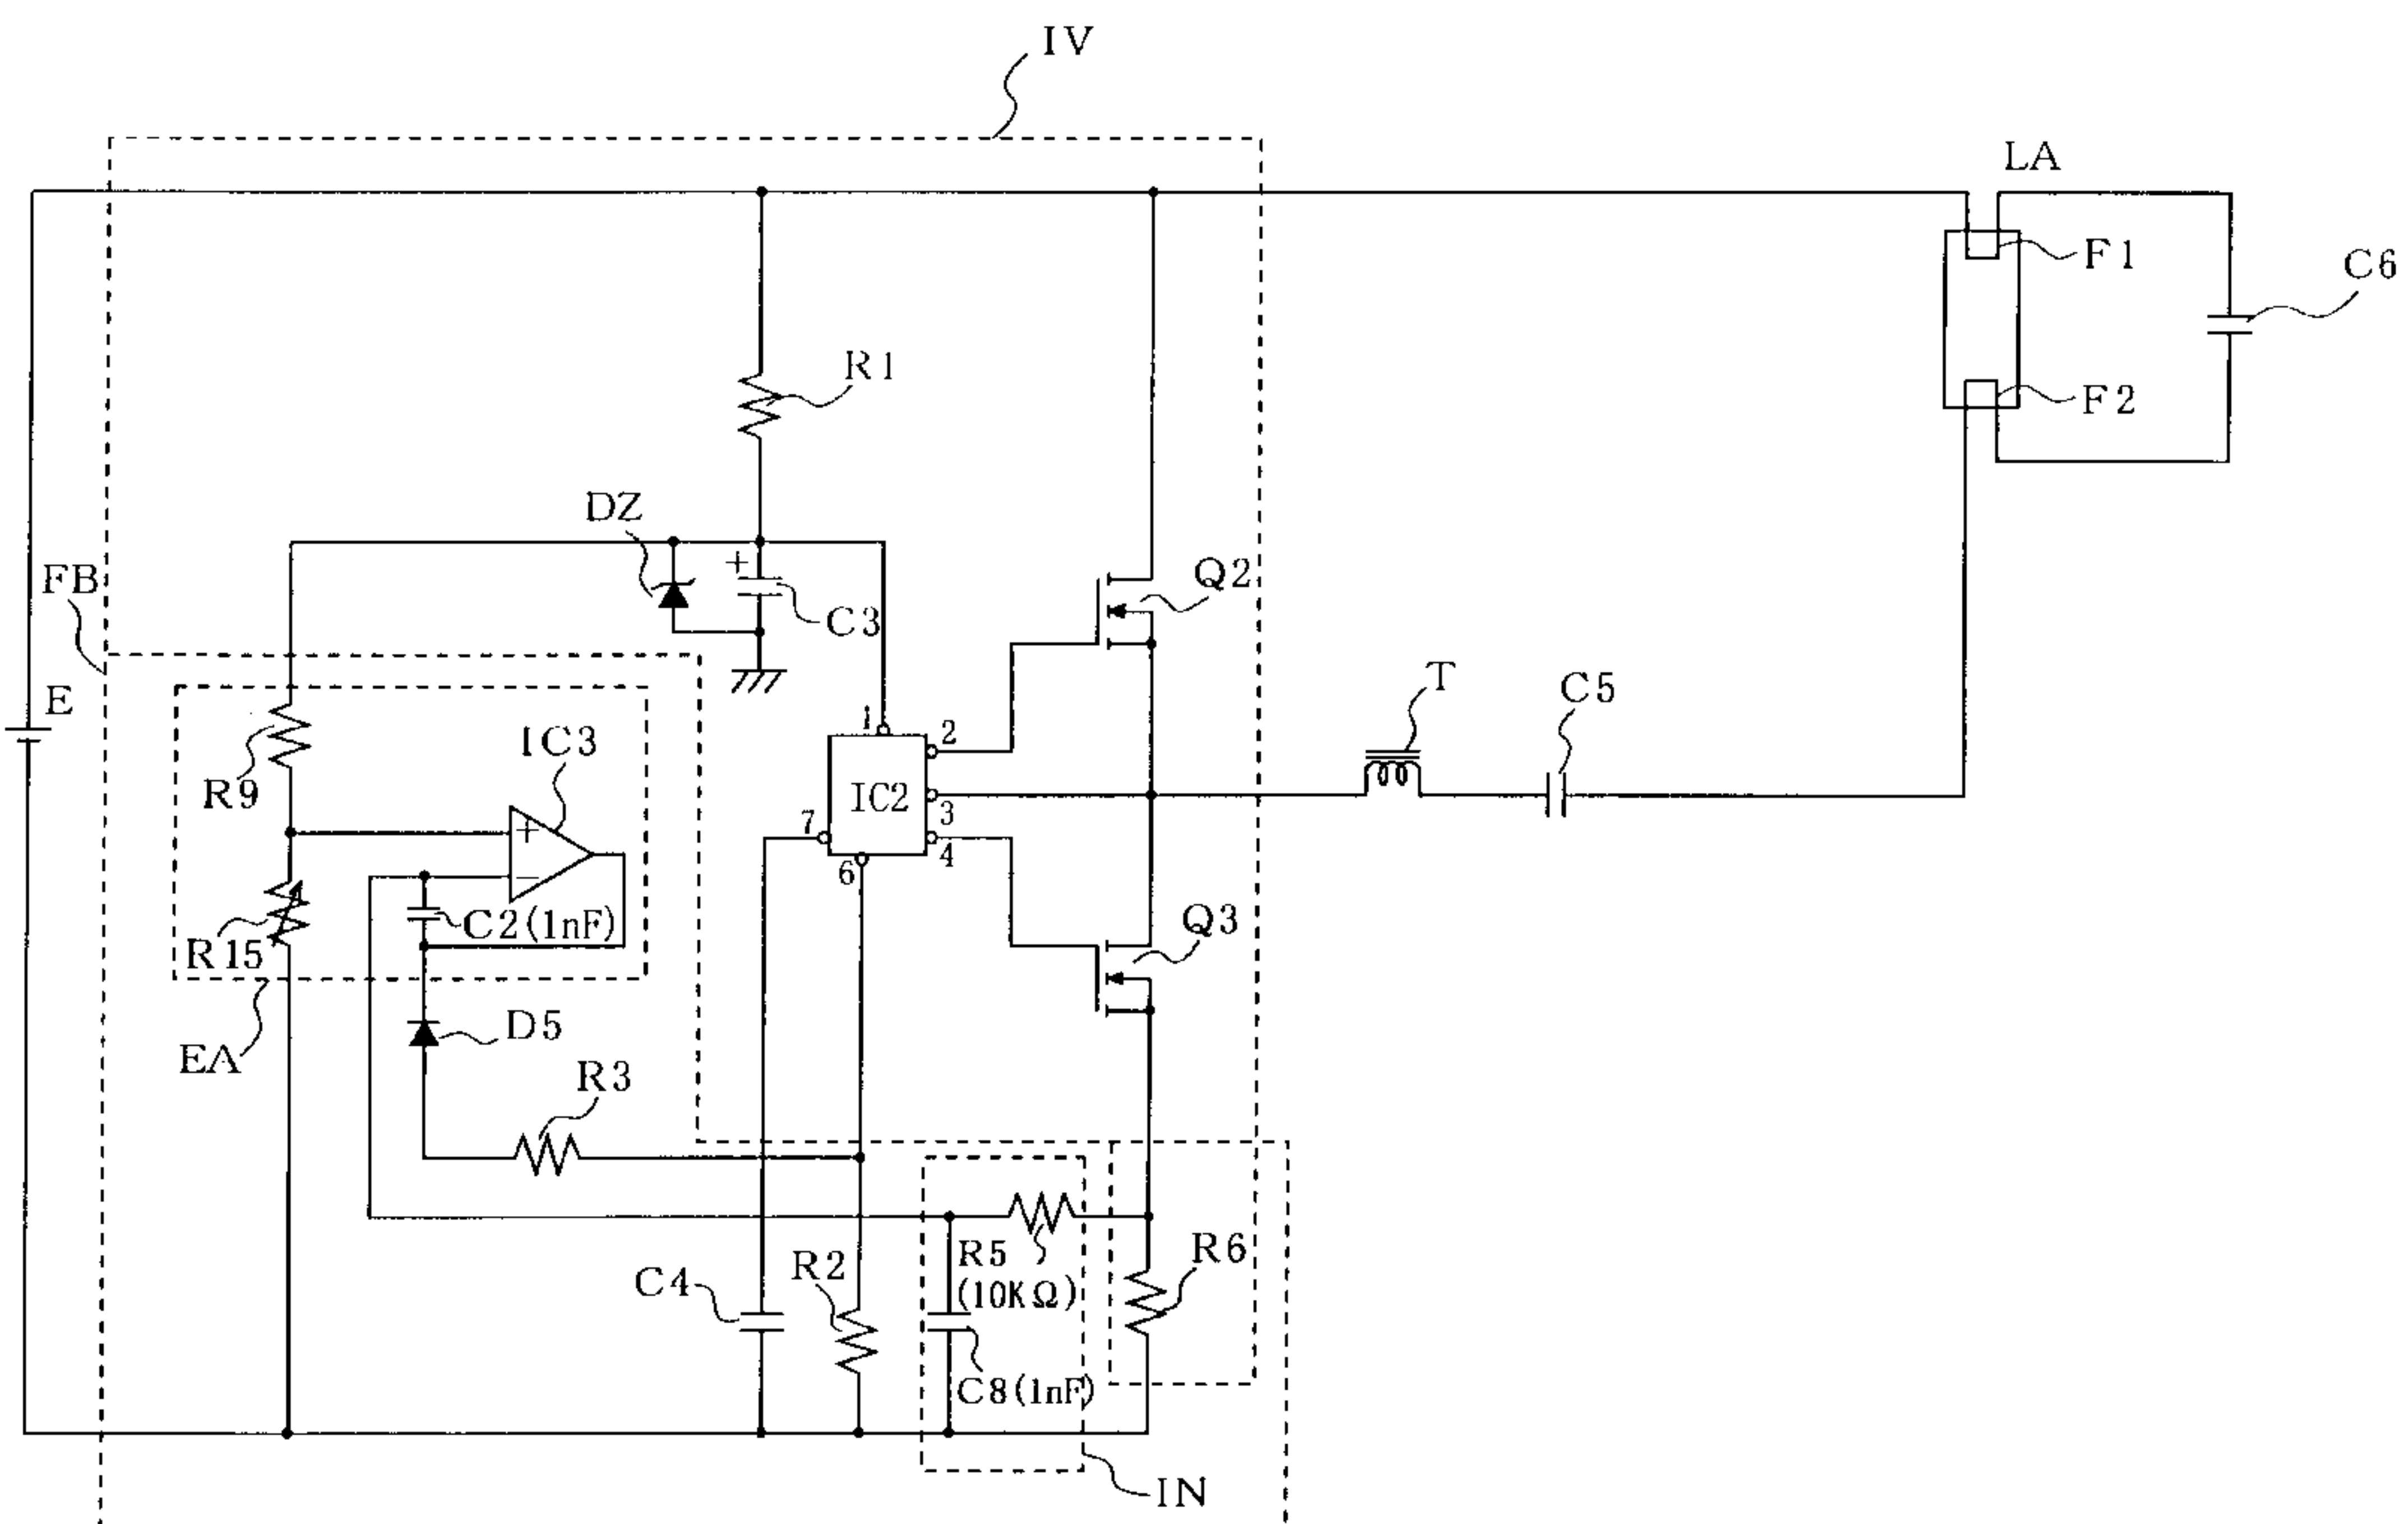 IV
LA
F1
C6
R1
F2
DZ
FB
+
C3
Q2
E
T
C5
1
2
IC3
R9
IC2
3
7
+
4
6
−
C2(1nF)
Q3
R15
D5
EA
R3
R5
(10KΩ)
R6
R2
C4
C8(1nF)
IN